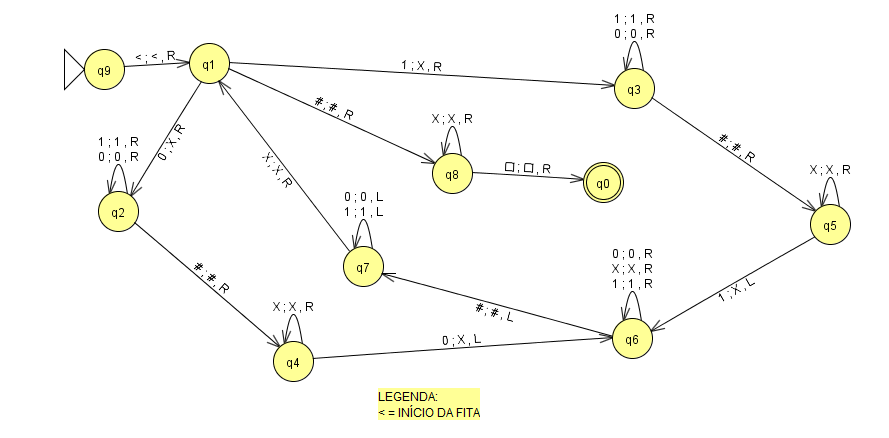 1 ; 1 , R
0 ; 0 , R
q9
< ; < , R
q1
1 ; X , R
q3
#; #, R
X ; X , R
#; #, R
1 ; 1 , R
0 ; 0 , R
0 ; X , R
X ; X , R
q8
□ ; □ , R
q0
X ; X , R
q2
0 ; 0 , L
1 ; 1 , L
q5
q7
#; #, R
0 ; 0 , R
X ; X , R
1 ; 1 , R
1 ; X , L
X ; X , R
#; #, L
q6
q4
0 ; X , L
LEGENDA:
< = INÍCIO DA FITA